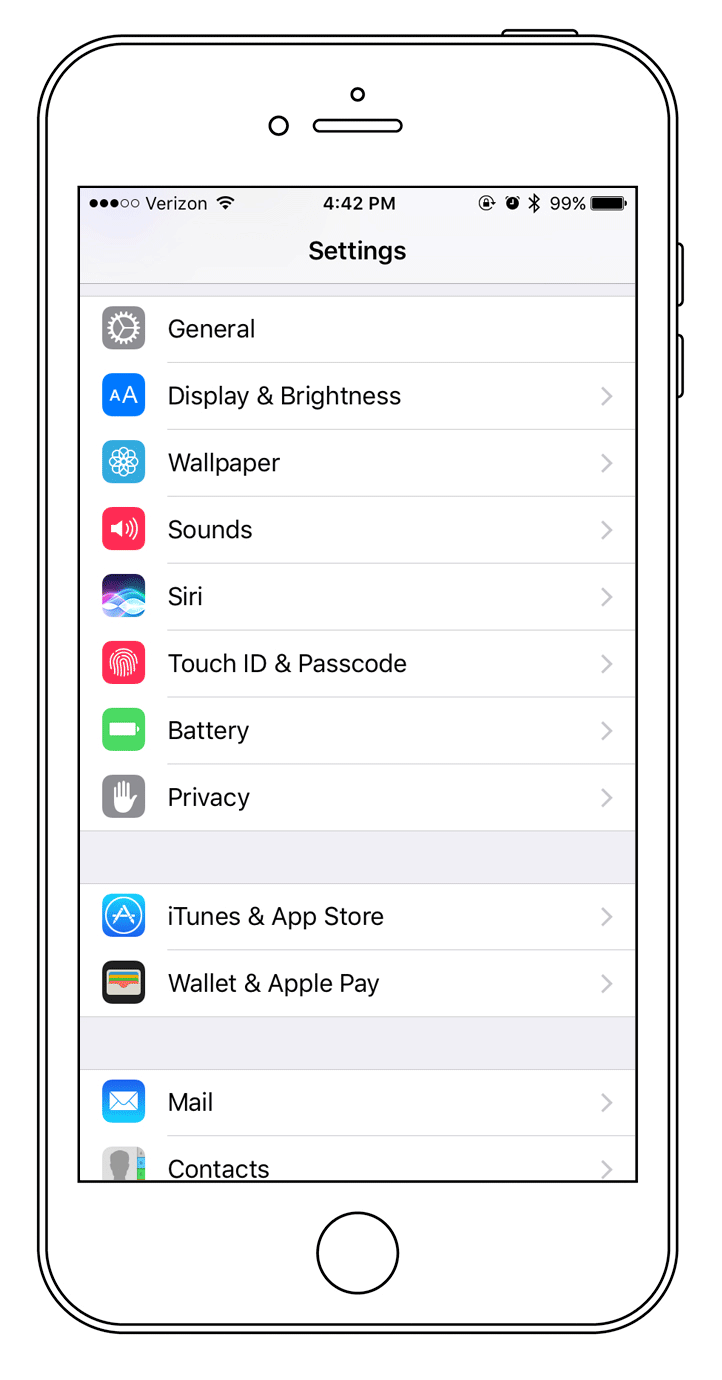 Verizon 4:42 PM 99%
Settings
General
AA Display & Brightness
Wallpaper
Sounds
Siri
Touch ID & Passcode
Battery
Privacy
iTunes & App Store
Wallet & Apple Pay
Mail
Contacts